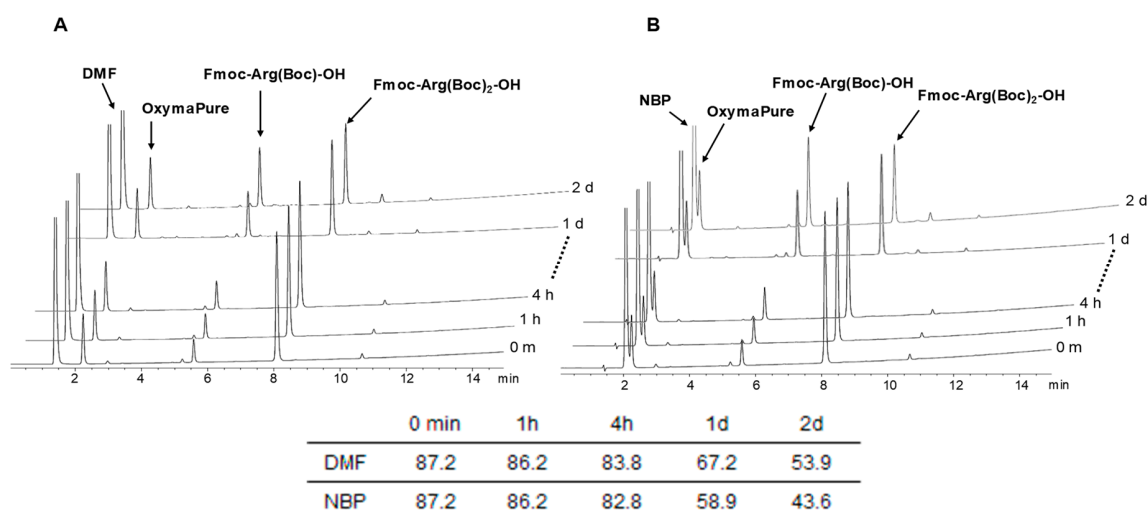 A
DMF
OxymaPure
Fmoc-Arg(Boc)-OH
Fmoc-Arg(Boc)2-OH
2 d
1 d
4 h
1 h
0 m
2 4 6 8 10 12 14 min
B
NBP
OxymaPure
Fmoc-Arg(Boc)-OH
Fmoc-Arg(Boc)2-OH
2 d
1 d
4 h
1 h
0 m
2 4 6 8 10 12 14 min
0 min 1h 4h 1d 2d
DMF 87.2 86.2 83.8 67.2 53.9
NBP 87.2 86.2 82.8 58.9 43.6